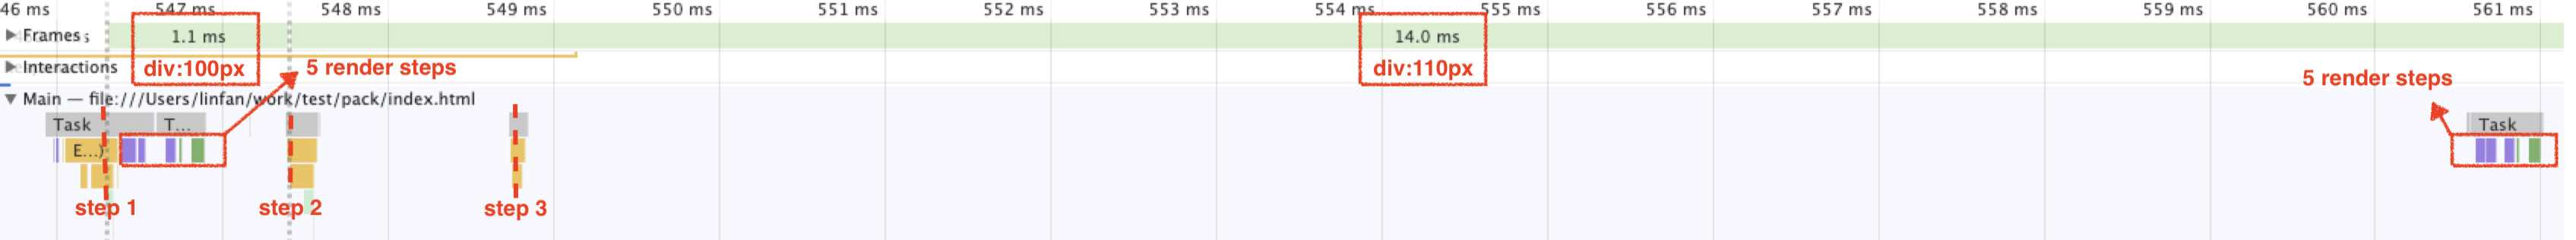 46 ms 547 ms 548 ms 549 ms 550 ms 551 ms 552 ms 553 ms 554 ms 555 ms 556 ms 557 ms 558 ms 559 ms 560 ms 561 ms
Frames 1.1 ms 14.0 ms
Interactions div:100px 5 render steps div:110px 5 render steps
Main — file:///Users/linfan/work/test/pack/index.html
Task T... Task
E...)
step 1 step 2 step 3